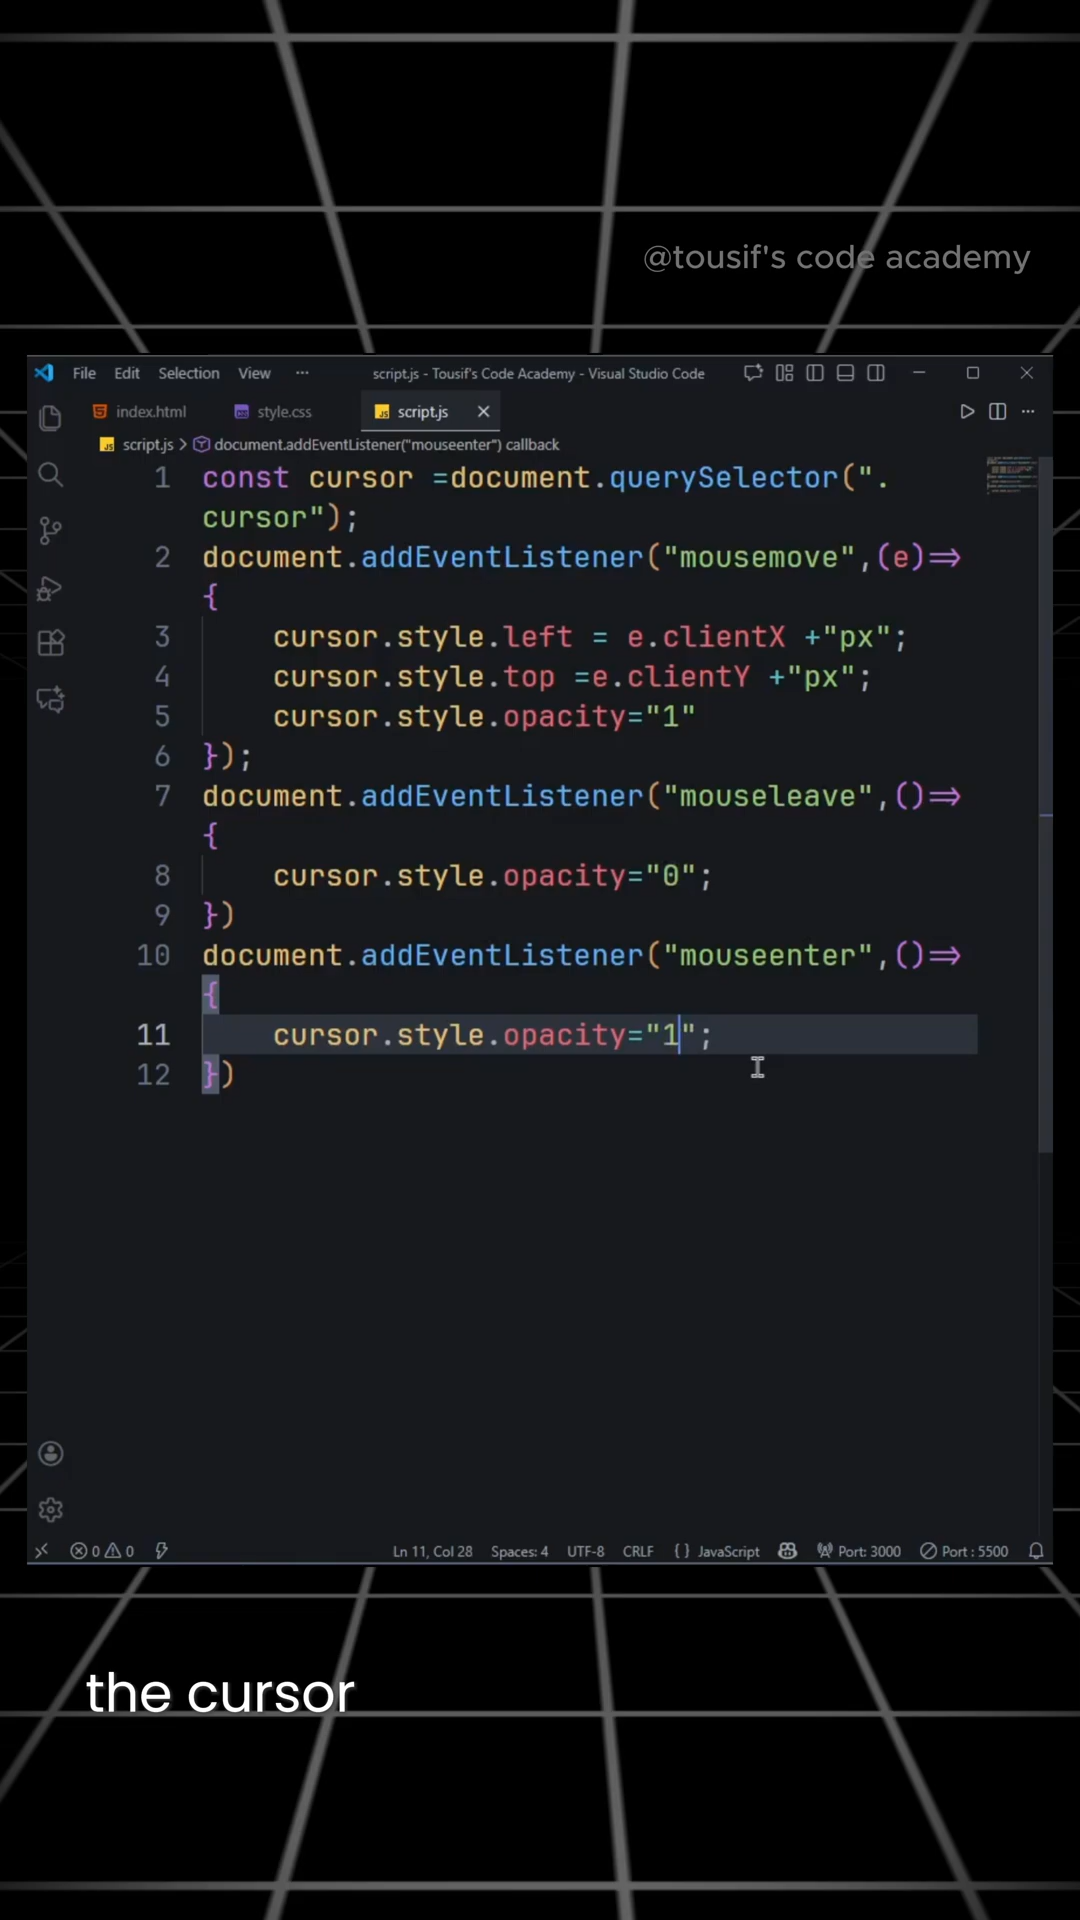 @tousif's code academy
File Edit Selection View ··· script.js - Tousif's Code Academy - Visual Studio Code
index.html style.css JS script.js
JS script.js > document.addEventListener("mouseenter") callback
1 const cursor =document.querySelector(".
cursor");
2 document.addEventListener("mousemove",(e)=>
{
3 cursor.style.left = e.clientX +"px";
4 cursor.style.top =e.clientY +"px";
5 cursor.style.opacity="1"
6 });
7 document.addEventListener("mouseleave",()=>
{
8 cursor.style.opacity="0";
9 })
10 document.addEventListener("mouseenter",()=>
{
11 cursor.style.opacity="1";
12 })
0 0 Ln 11, Col 28 Spaces: 4 UTF-8 CRLF { } JavaScript Port: 3000 Port : 5500
the cursor